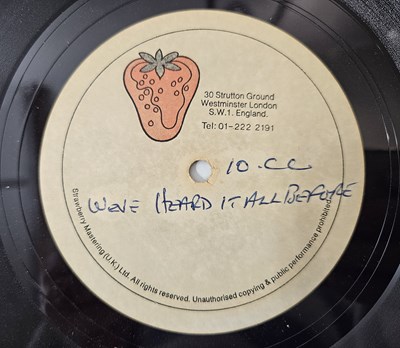 30 Strutton Ground
Westminster London
S.W.1. England.
Tel: 01-222 2191
10.CC
WE'VE HEARD IT ALL BEFORE
Strawberry Mastering (U.K.) Ltd. All rights reserved. Unauthorised copying & public performance prohibited.